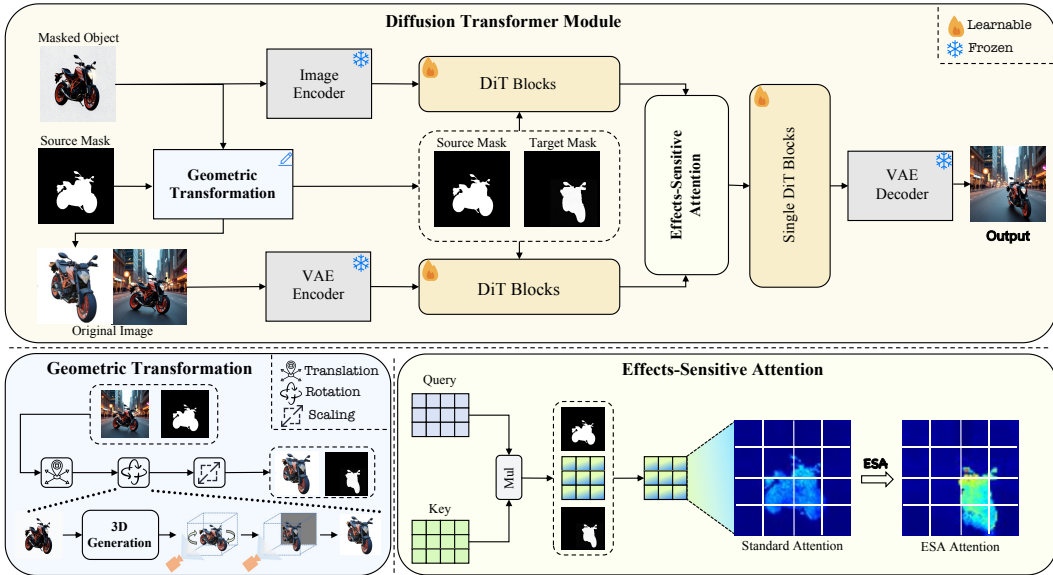 Diffusion Transformer Module
Learnable
Frozen
Masked Object
Image
Encoder
DiT Blocks
Source Mask
Geometric
Transformation
Source Mask
Target Mask
Effects-Sensitive
Attention
Single DiT Blocks
VAE
Decoder
Output
VAE
Encoder
DiT Blocks
Original Image
Geometric Transformation
Translation
Rotation
Scaling
3D
Generation
Effects-Sensitive Attention
Query
Key
Mul
ESA
Standard Attention
ESA Attention